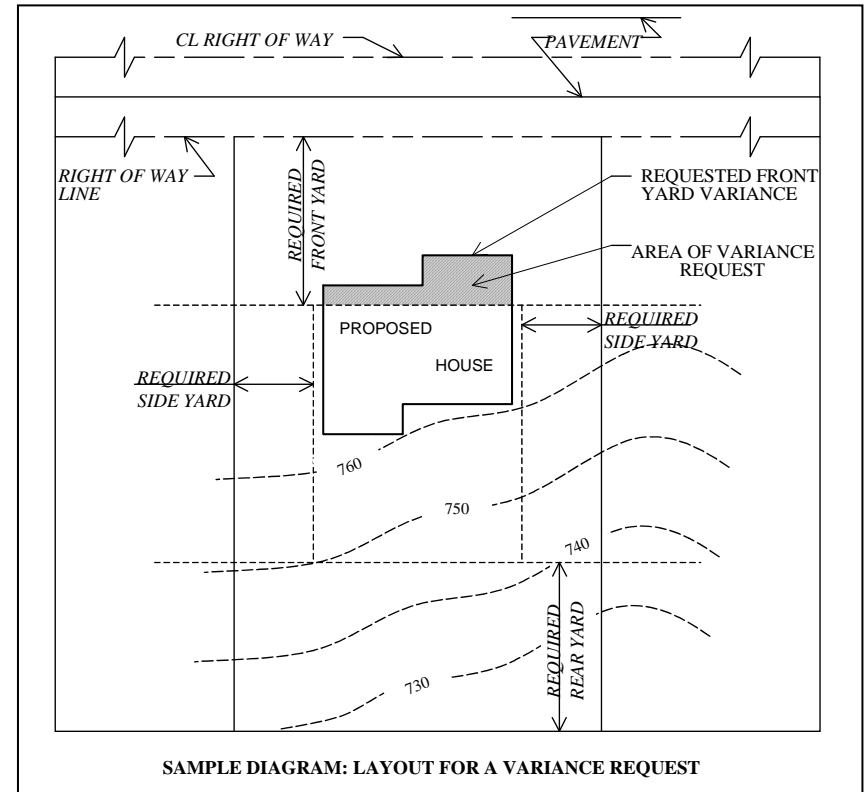 CL RIGHT OF WAY
PAVEMENT
RIGHT OF WAY
LINE
REQUIRED
FRONT YARD
REQUESTED FRONT
YARD VARIANCE
AREA OF VARIANCE
REQUEST
PROPOSED
HOUSE
REQUIRED
SIDE YARD
REQUIRED
SIDE YARD
760
750
740
REQUIRED
REAR YARD
730
SAMPLE DIAGRAM: LAYOUT FOR A VARIANCE REQUEST